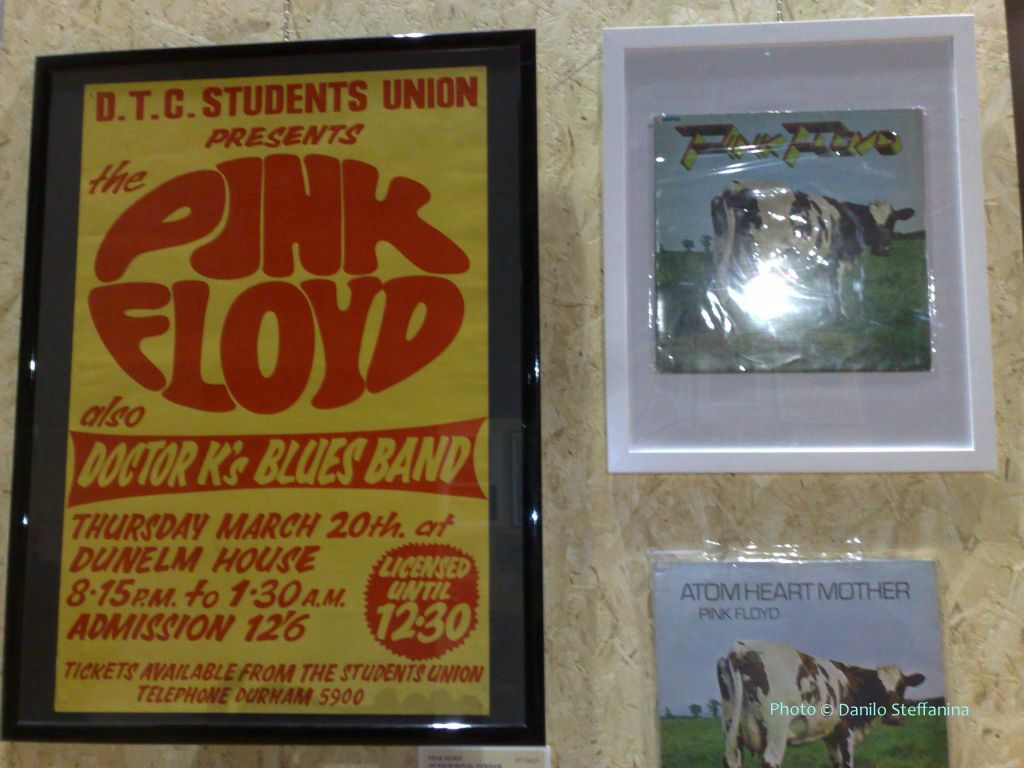 D.T.C. STUDENTS UNION
PRESENTS
the
PINK
FLOYD
also
DOCTOR K's BLUES BAND
THURSDAY MARCH 20th. at
DUNELM HOUSE
8·15 P.M. to 1·30 A.M.
ADMISSION 12'6
LICENSED
UNTIL
12·30
TICKETS AVAILABLE FROM THE STUDENTS UNION
TELEPHONE DURHAM 5900
PINK FLOYD
ATOM HEART MOTHER
PINK FLOYD
Photo © Danilo Steffanina